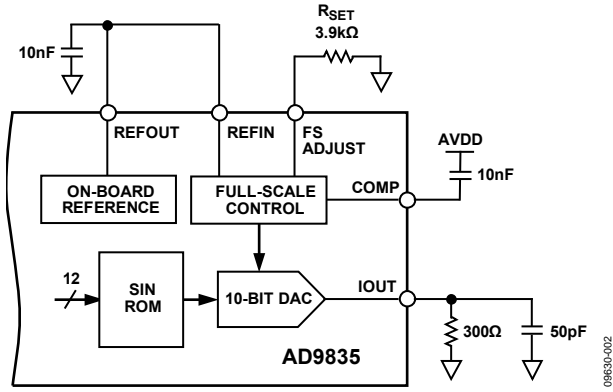 RSET
3.9kΩ
10nF
REFOUT
REFIN
FS
ADJUST
AVDD
10nF
COMP
ON-BOARD
REFERENCE
FULL-SCALE
CONTROL
12
SIN
ROM
10-BIT DAC
IOUT
300Ω
50pF
AD9835
09630-002